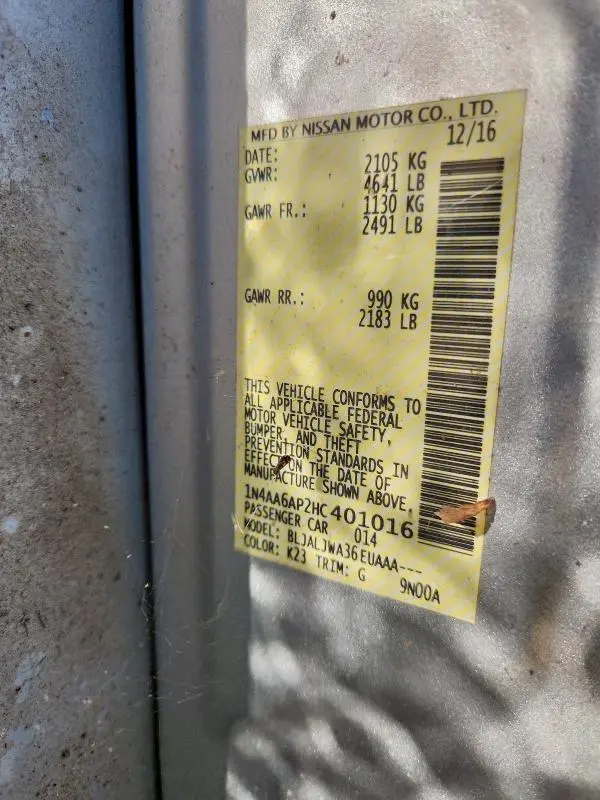 MFD BY NISSAN MOTOR CO., LTD.
DATE: 12/16
GVWR: 2105 KG
4641 LB
GAWR FR.: 1130 KG
2491 LB
GAWR RR.: 990 KG
2183 LB
THIS VEHICLE CONFORMS TO
ALL APPLICABLE FEDERAL
MOTOR VEHICLE SAFETY,
BUMPER, AND THEFT
PREVENTION STANDARDS IN
EFFECT ON THE DATE OF
MANUFACTURE SHOWN ABOVE.
1N4AA6AP2HC401016
PASSENGER CAR 014
MODEL: BLJALJWA36EUAAA---
COLOR: K23 TRIM: G 9N00A